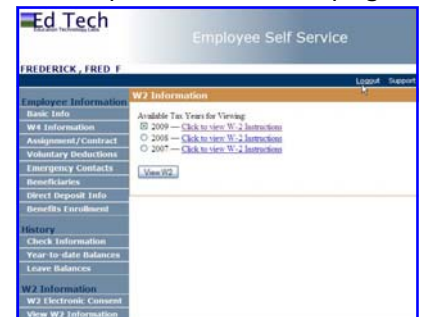 Ed Tech
Education Technology Labs
Employee Self Service
FREDERICK, FRED F
Logout Support
Employee Information
Basic Info
W4 Information
Assignment/Contract
Voluntary Deductions
Emergency Contacts
Beneficiaries
Direct Deposit Info
Benefits Enrollment
History
Check Information
Year-to-date Balances
Leave Balances
W2 Information
W2 Electronic Consent
View W2 Information
W2 Information
Available Tax Years for Viewing:
2009 — Click to view W-2 Instructions
2008 — Click to view W-2 Instructions
2007 — Click to view W-2 Instructions
View W2